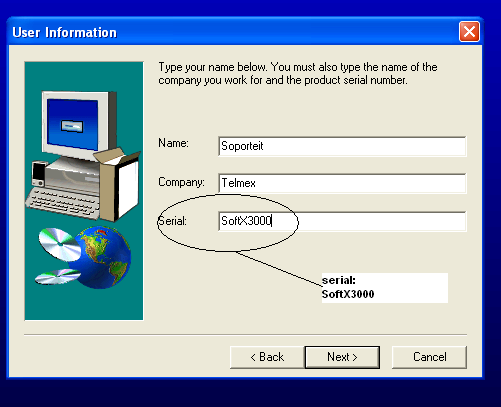 User Information
Type your name below. You must also type the name of the
company you work for and the product serial number.
Name:
Soporteit
Company:
Telmex
Serial:
SoftX3000
serial:
SoftX3000
< Back
Next >
Cancel